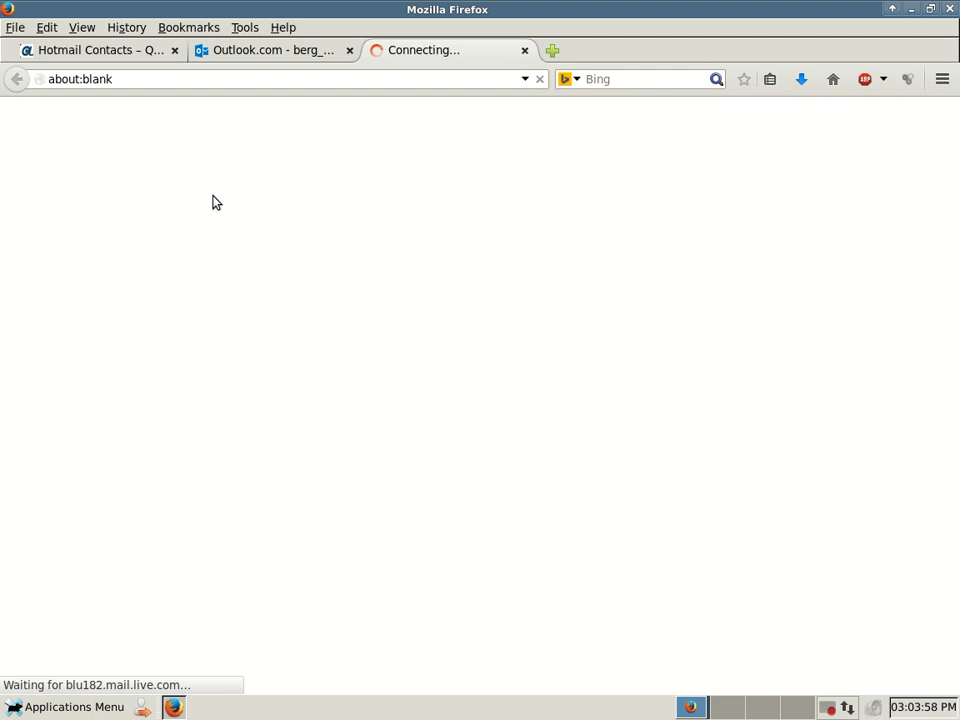 Mozilla Firefox
File Edit View History Bookmarks Tools Help
Hotmail Contacts – Q... Outlook.com - berg_... Connecting...
about:blank Bing ABP
Waiting for blu182.mail.live.com...
Applications Menu 03:03:58 PM